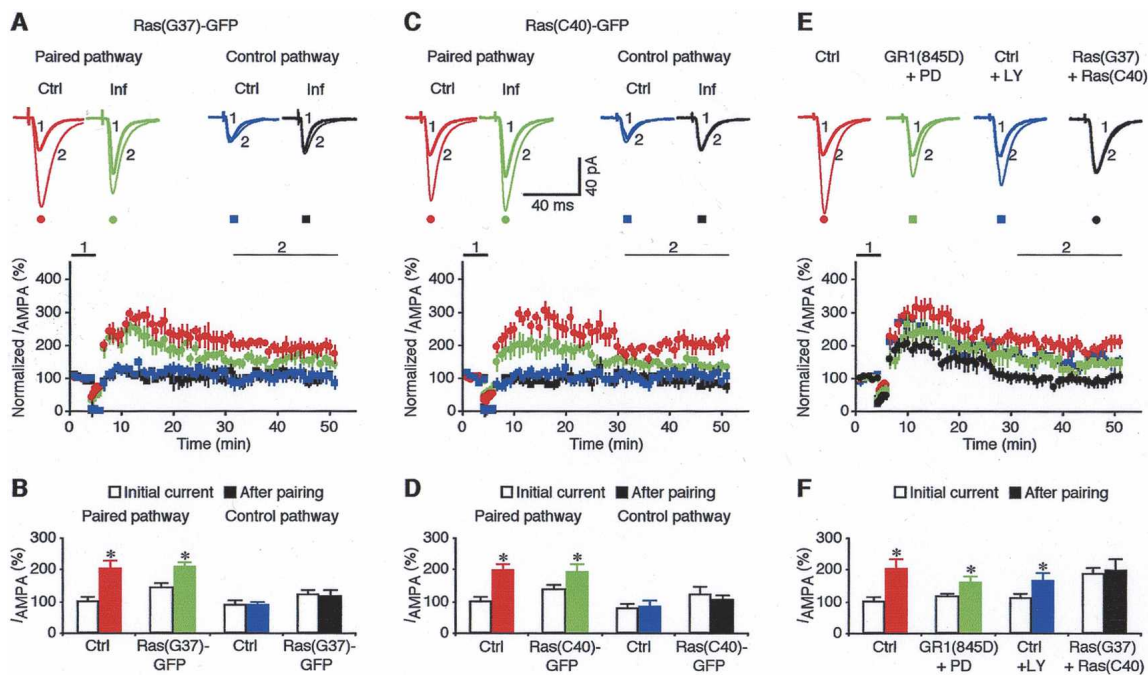 A
Ras(G37)-GFP
Paired pathway Control pathway
Ctrl Inf Ctrl Inf
1 1
2 2
1 2
Normalized IAMPA (%)
400
300
200
100
0
0 10 20 30 40 50
Time (min)
B
Initial current After pairing
Paired pathway Control pathway
IAMPA (%)
300
200
100
0
Ctrl Ras(G37)-GFP Ctrl Ras(G37)-GFP
C
Ras(C40)-GFP
Paired pathway Control pathway
Ctrl Inf Ctrl Inf
1 1
2 2
40 pA
40 ms
1 2
Normalized IAMPA (%)
400
300
200
100
0
0 10 20 30 40 50
Time (min)
D
Initial current After pairing
Paired pathway Control pathway
IAMPA (%)
300
200
100
0
Ctrl Ras(C40)-GFP Ctrl Ras(C40)-GFP
E
Ctrl GR1(845D) + PD Ctrl + LY Ras(G37) + Ras(C40)
1 1 1 1
2 2 2 2
1 2
Normalized IAMPA (%)
400
300
200
100
0
0 10 20 30 40 50
Time (min)
F
Initial current After pairing
IAMPA (%)
300
200
100
0
Ctrl GR1(845D) + PD Ctrl +LY Ras(G37) + Ras(C40)